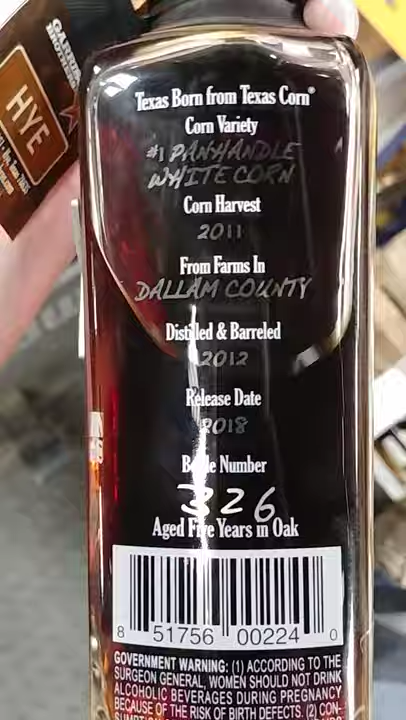 HYE
Texas Born from Texas Corn®
Corn Variety
#1 PANHANDLE
WHITE CORN
Corn Harvest
2011
From Farms In
DALLAM COUNTY
Distilled & Barreled
2012
Release Date
2018
Bottle Number
326
Aged Five Years in Oak
8 51756 00224 0
GOVERNMENT WARNING: (1) ACCORDING TO THE
SURGEON GENERAL, WOMEN SHOULD NOT DRINK
ALCOHOLIC BEVERAGES DURING PREGNANCY
BECAUSE OF THE RISK OF BIRTH DEFECTS. (2) CON-